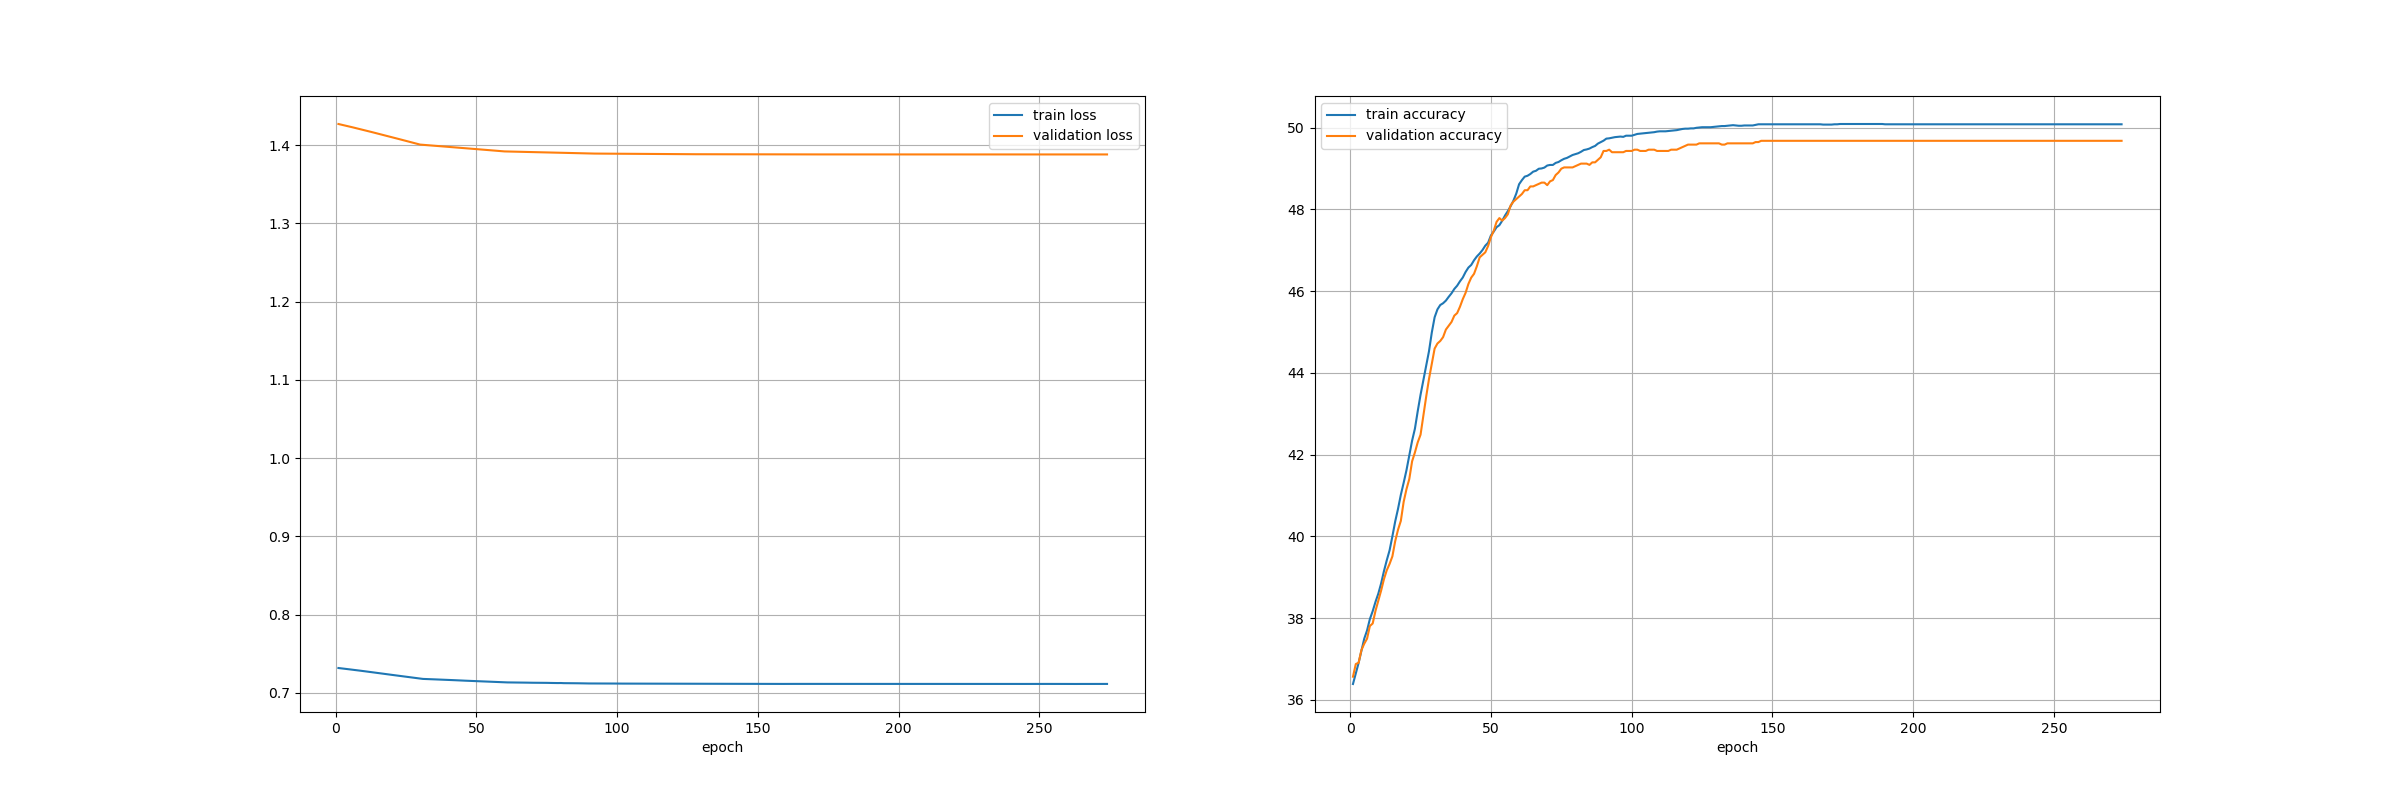 train loss
validation loss
1.4
1.3
1.2
1.1
1.0
0.9
0.8
0.7
0 50 100 150 200 250
epoch
train accuracy
validation accuracy
50
48
46
44
42
40
38
36
0 50 100 150 200 250
epoch